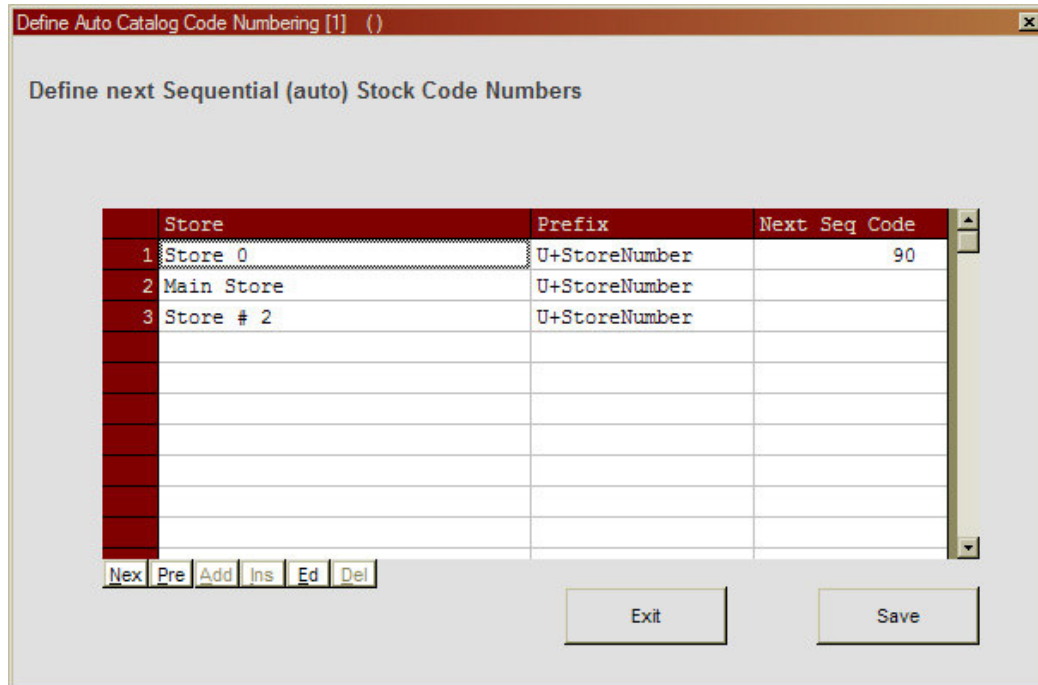 Define Auto Catalog Code Numbering [1] ()
Define next Sequential (auto) Stock Code Numbers
Store Prefix Next Seq Code
1 Store 0 U+StoreNumber 90
2 Main Store U+StoreNumber
3 Store # 2 U+StoreNumber
Nex Pre Add Ins Ed Del
Exit Save